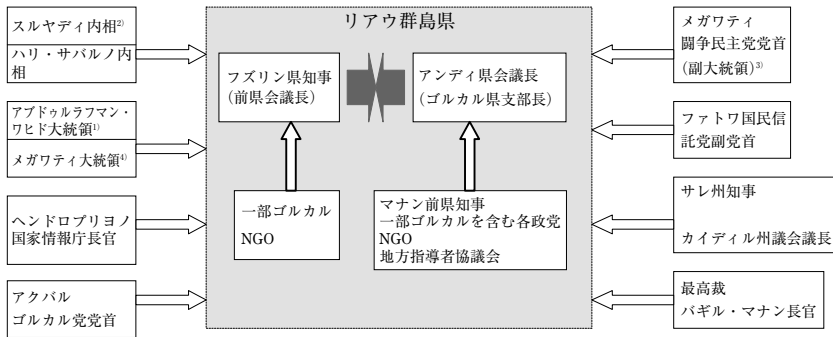 スルヤディ内相2)
ハリ・サバルノ内
相
アブドゥルラフマン・
ワヒド大統領1)
メガワティ大統領4)
ヘンドロプリヨノ
国家情報庁長官
アクバル
ゴルカル党党首
リアウ群島県
フズリン県知事
(前県会議長)
アンディ県会議長
(ゴルカル県支部長)
一部ゴルカル
NGO
マナン前県知事
一部ゴルカルを含む各政党
NGO
地方指導者協議会
メガワティ
闘争民主党党首
(副大統領)3)
ファトワ国民信
託党副党首
サレ州知事
カイディル州議会議長
最高裁
バギル・マナン長官